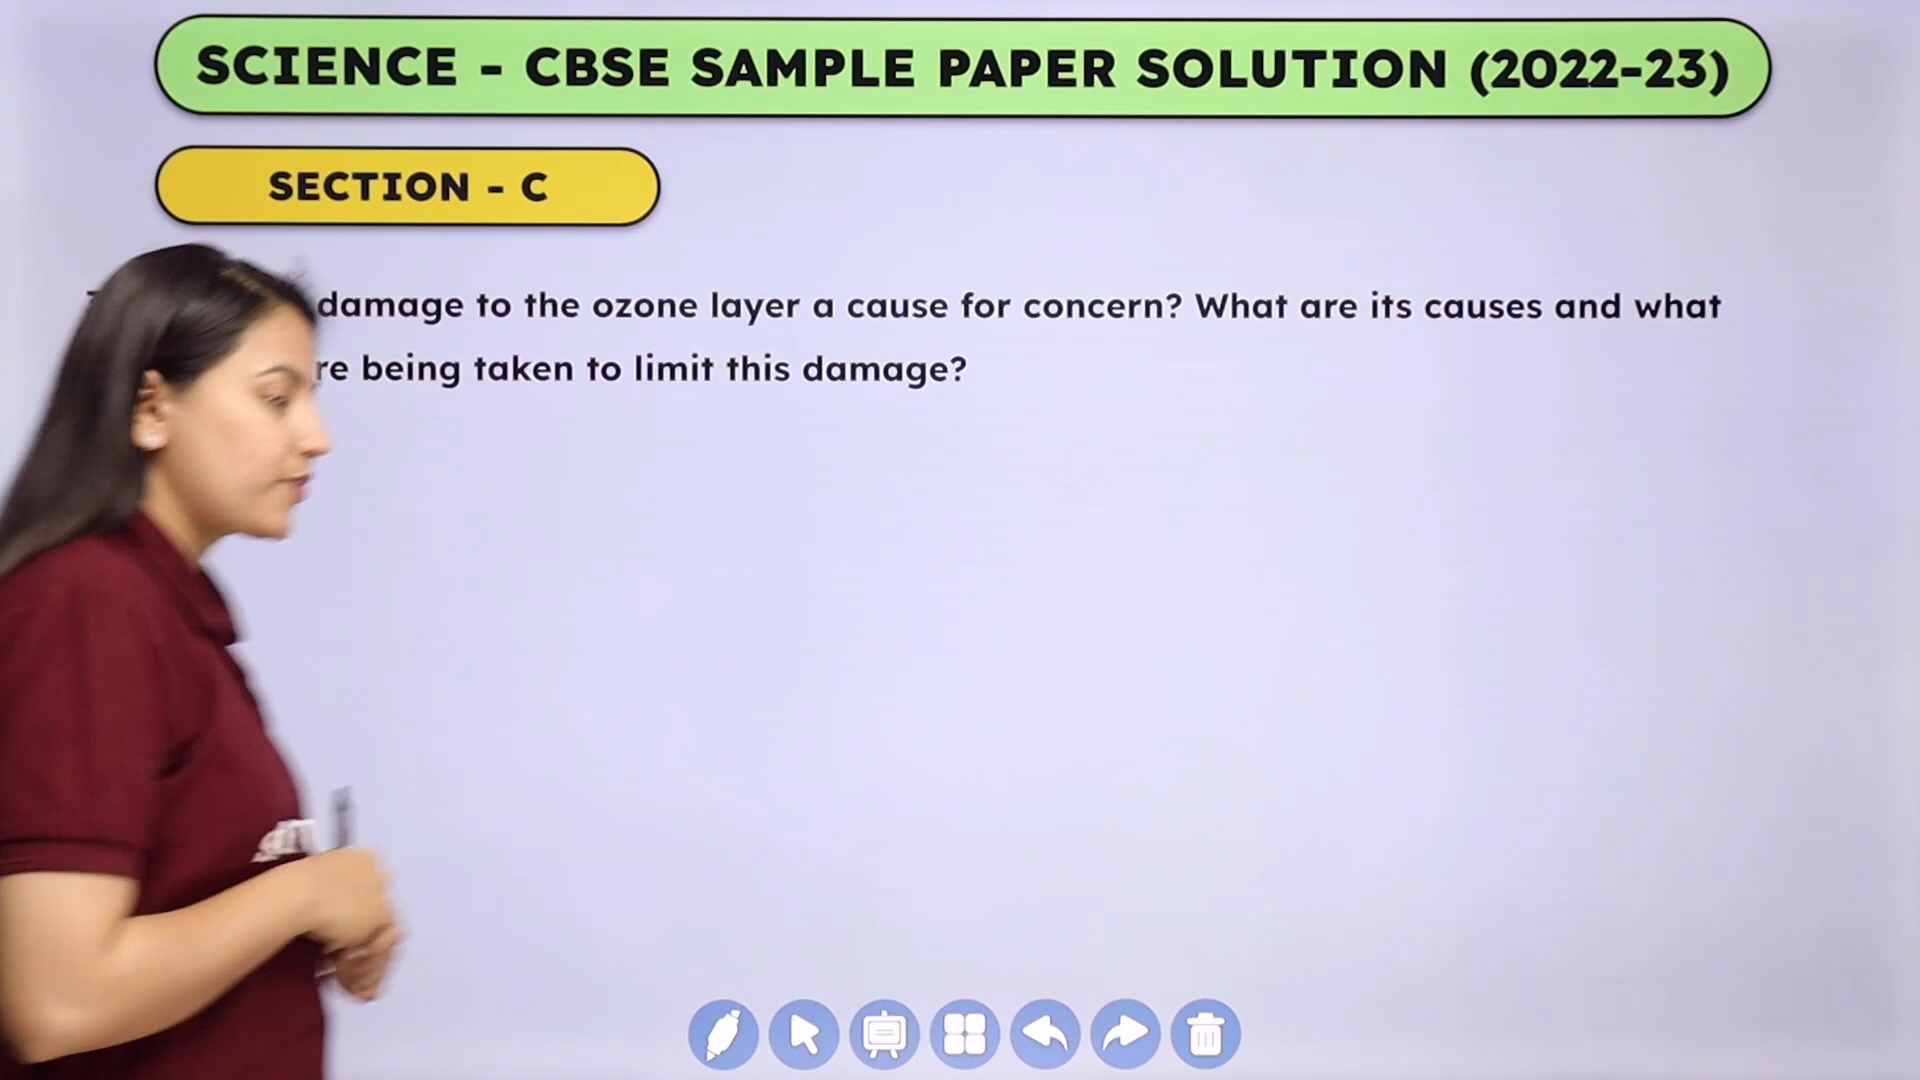 SCIENCE - CBSE SAMPLE PAPER SOLUTION (2022-23)
SECTION - C
damage to the ozone layer a cause for concern? What are its causes and what
being taken to limit this damage?